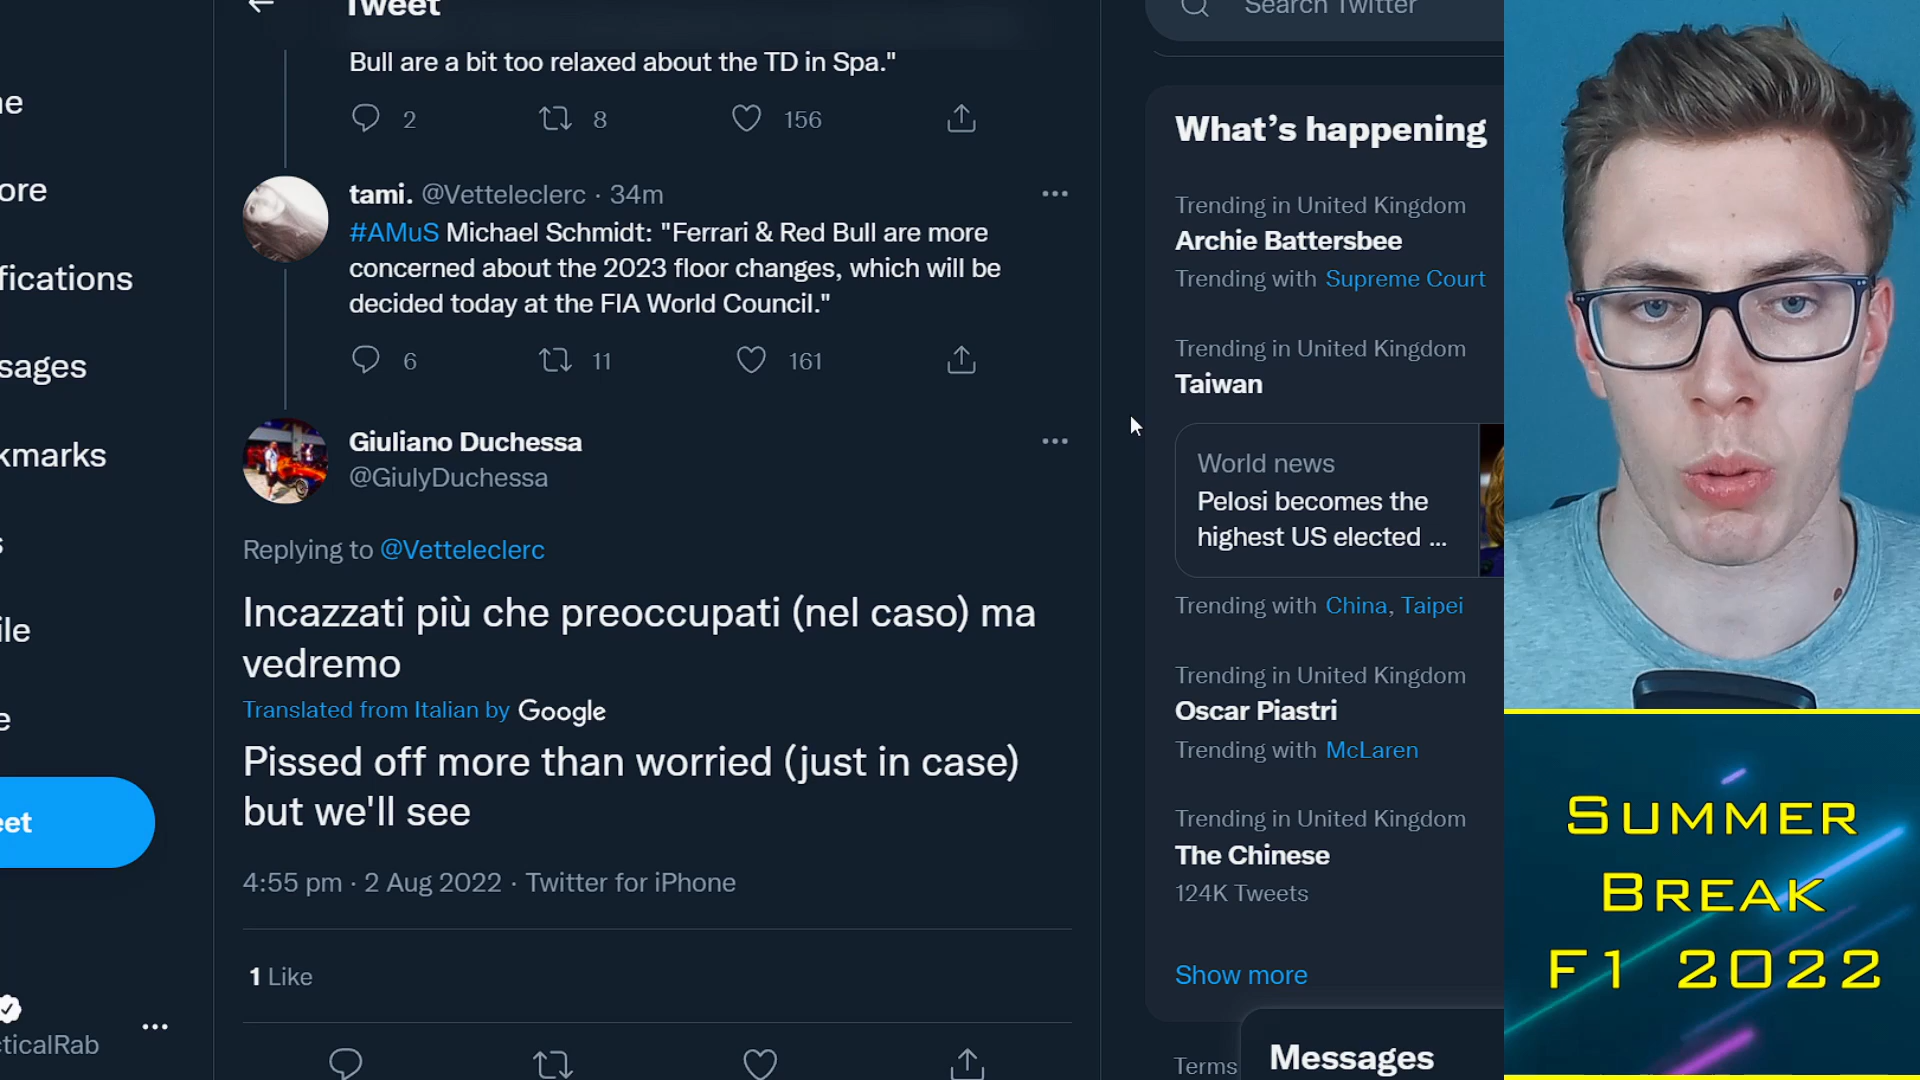 Tweet
Search Twitter
Bull are a bit too relaxed about the TD in Spa."
2
8
156
tami. @Vetteleclerc · 34m
#AMuS Michael Schmidt: "Ferrari & Red Bull are more
concerned about the 2023 floor changes, which will be
decided today at the FIA World Council."
6
11
161
Giuliano Duchessa
@GiulyDuchessa
Replying to @Vetteleclerc
Incazzati più che preoccupati (nel caso) ma
vedremo
Translated from Italian by Google
Pissed off more than worried (just in case)
but we'll see
4:55 pm · 2 Aug 2022 · Twitter for iPhone
1 Like
ore
fications
sages
kmarks
ile
eet
cticalRab
What's happening
Trending in United Kingdom
Archie Battersbee
Trending with Supreme Court
Trending in United Kingdom
Taiwan
World news
Pelosi becomes the
highest US elected ...
Trending with China, Taipei
Trending in United Kingdom
Oscar Piastri
Trending with McLaren
Trending in United Kingdom
The Chinese
124K Tweets
Show more
Terms
Messages
Summer
Break
F1 2022